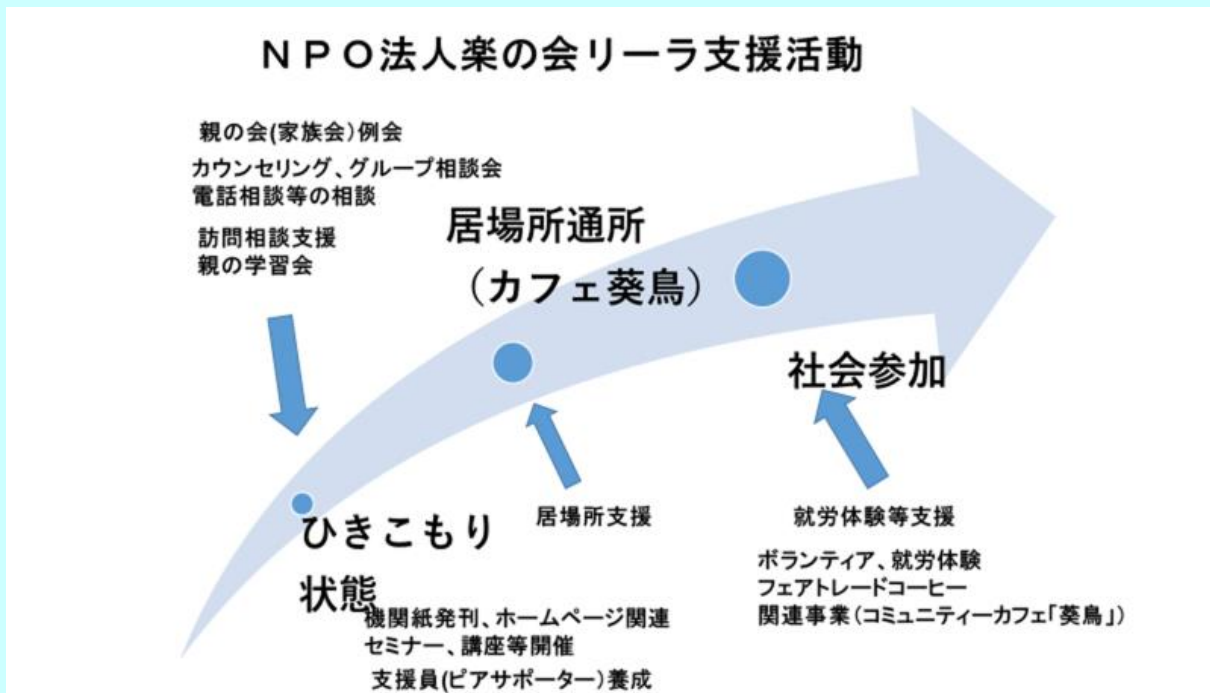 ＮＰＯ法人楽の会リーラ支援活動
親の会(家族会)例会
カウンセリング、グループ相談会
電話相談等の相談
訪問相談支援
親の学習会
居場所通所
（カフェ葵鳥）
社会参加
ひきこもり
状態
居場所支援
就労体験等支援
ボランティア、就労体験
フェアトレードコーヒー
関連事業(コミュニティーカフェ「葵鳥」)
機関紙発刊、ホームページ関連
セミナー、講座等開催
支援員(ピアサポーター)養成